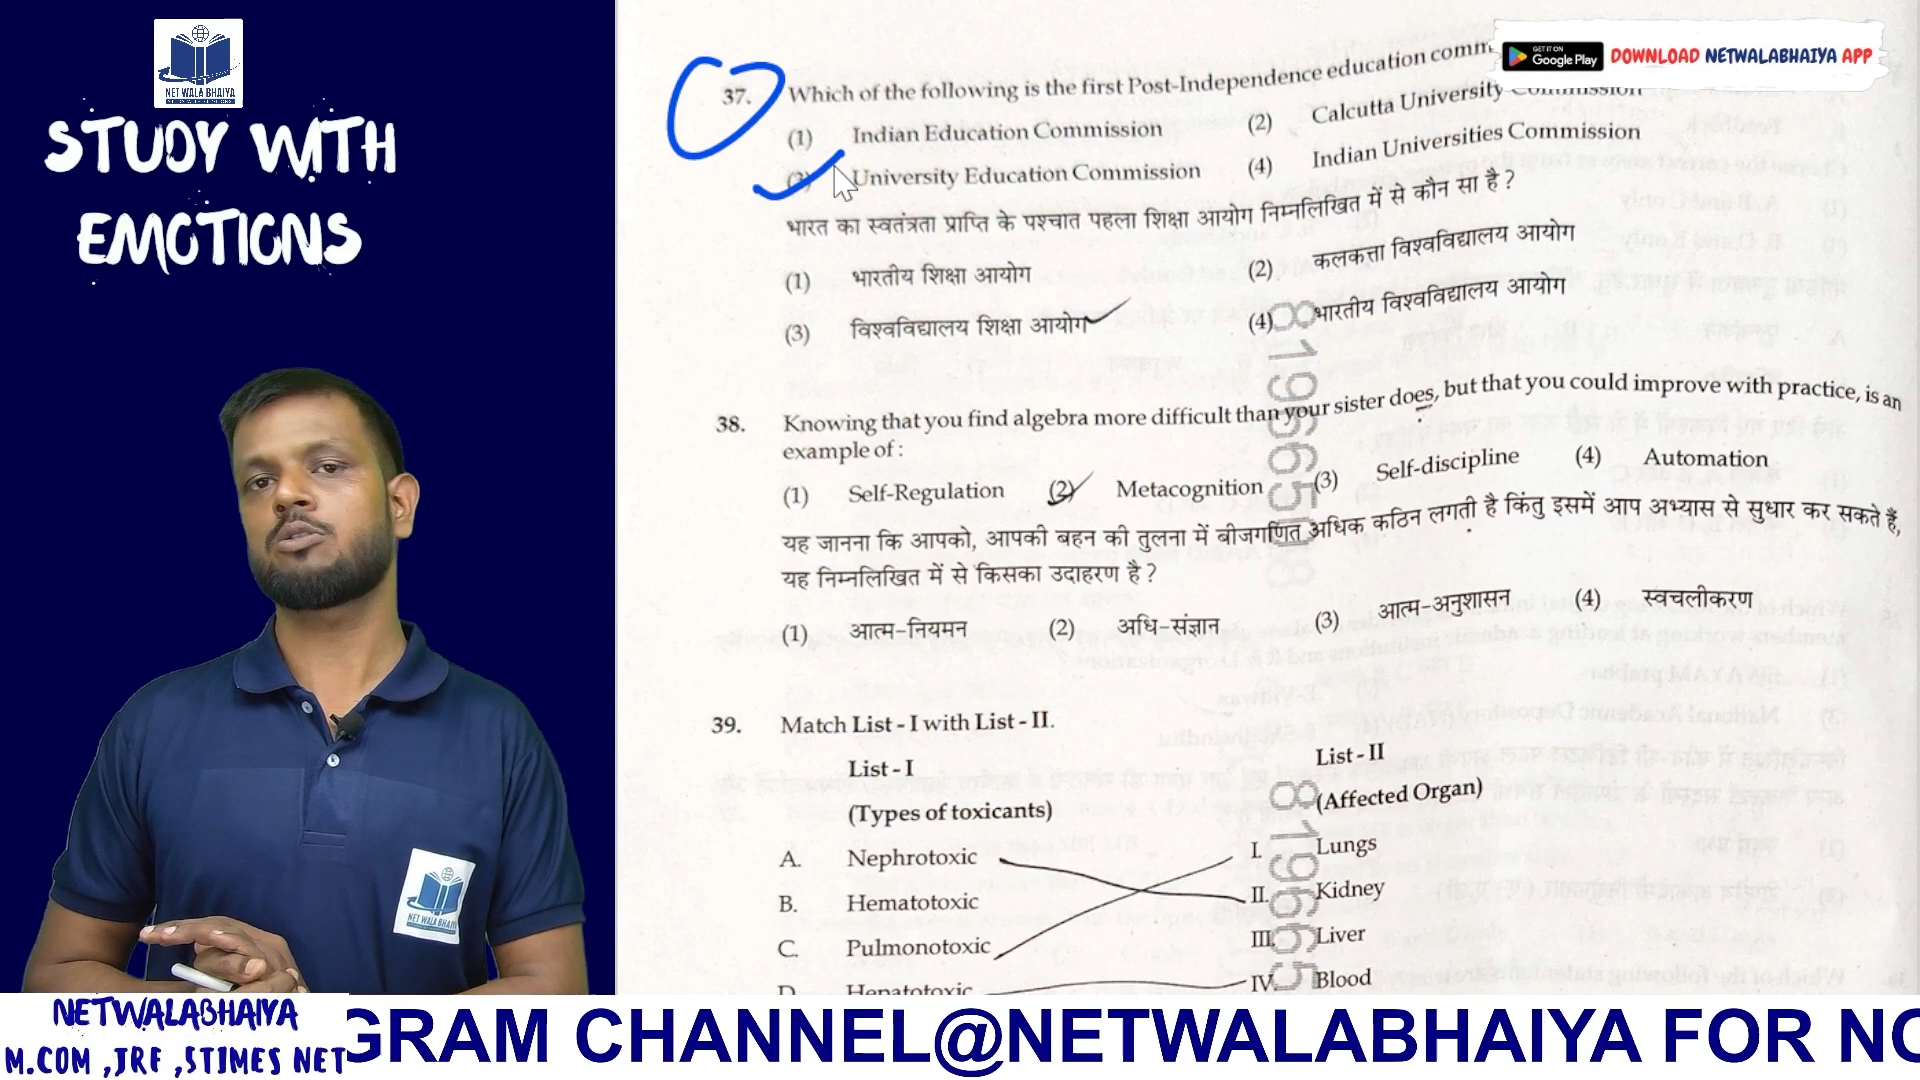 NET WALA BHAIYA
STUDY WITH
EMOTIONS
GET IT ON
Google Play
DOWNLOAD NETWALABHAIYA APP
37. Which of the following is the first Post-Independence education comm
(1) Indian Education Commission (2) Calcutta University Commission
(3) University Education Commission (4) Indian Universities Commission
भारत का स्वतंत्रता प्राप्ति के पश्चात पहला शिक्षा आयोग निम्नलिखित में से कौन सा है ?
(1) भारतीय शिक्षा आयोग (2) कलकत्ता विश्वविद्यालय आयोग
(3) विश्वविद्यालय शिक्षा आयोग (4) भारतीय विश्वविद्यालय आयोग
38. Knowing that you find algebra more difficult than your sister does, but that you could improve with practice, is an
example of :
(1) Self-Regulation (2) Metacognition (3) Self-discipline (4) Automation
यह जानना कि आपको, आपकी बहन की तुलना में बीजगणित अधिक कठिन लगती है किंतु इसमें आप अभ्यास से सुधार कर सकते हैं,
यह निम्नलिखित में से किसका उदाहरण है ?
(1) आत्म-नियमन (2) अधि-संज्ञान (3) आत्म-अनुशासन (4) स्वचलीकरण
39. Match List - I with List - II.
List - I List - II
(Types of toxicants) (Affected Organ)
A. Nephrotoxic I. Lungs
B. Hematotoxic II. Kidney
C. Pulmonotoxic III. Liver
D. Hepatotoxic IV. Blood
NET WALA BHAIYA
NETWALABHAIYA
M.COM ,JRF ,5TIMES NET
GRAM CHANNEL@NETWALABHAIYA FOR NO